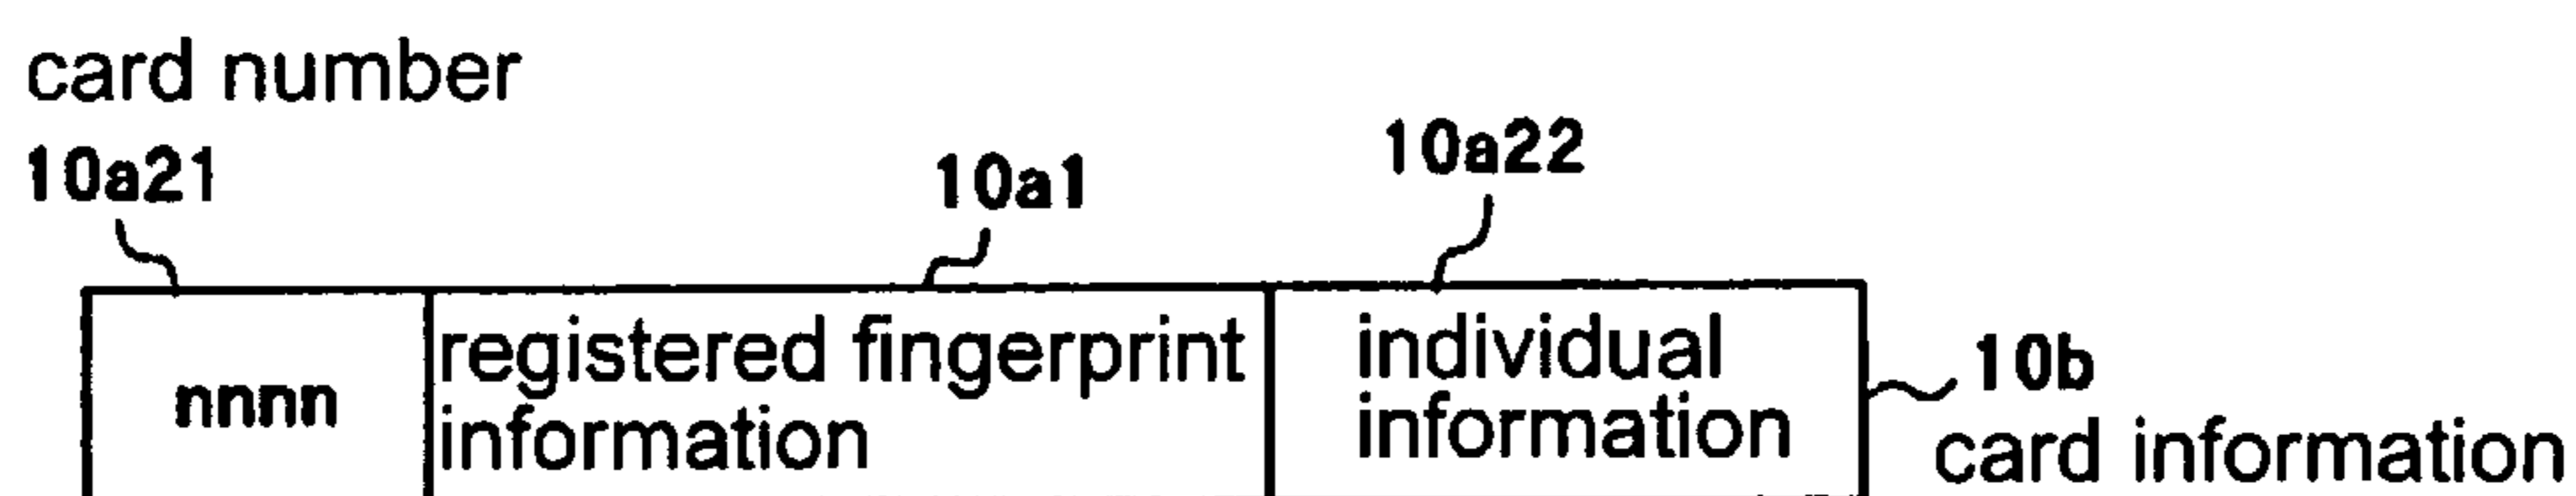 card number
10a21
10a1
10a22
nnnn
registered fingerprint
information
individual
information
10b
card information